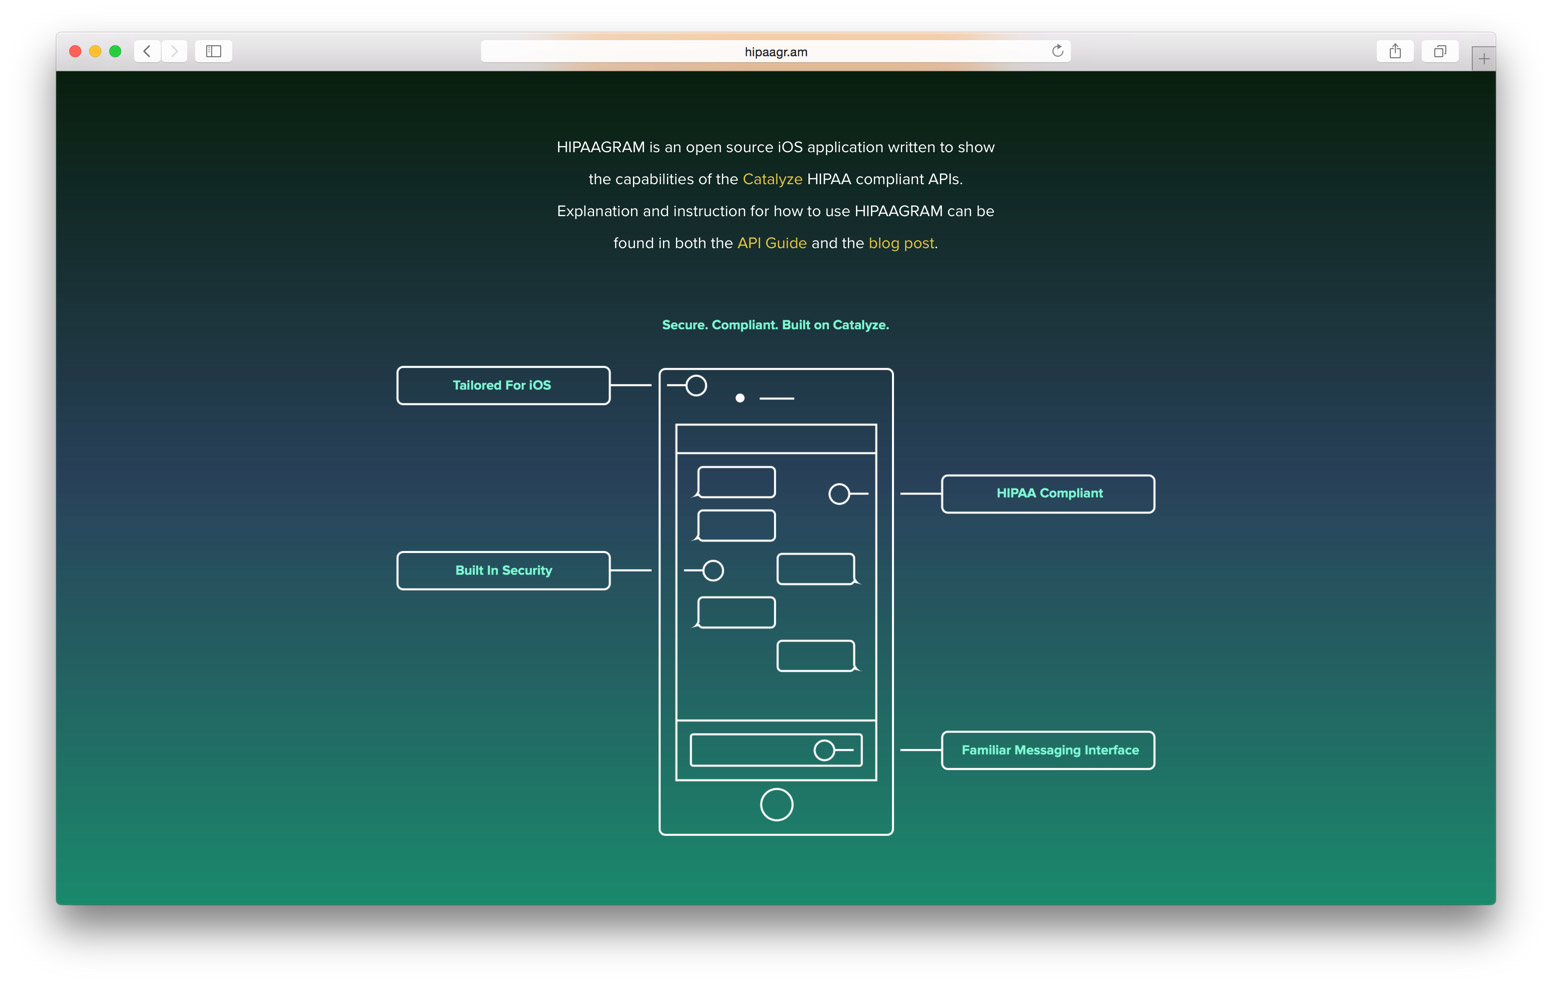 hipaagr.am
HIPAAGRAM is an open source iOS application written to show
the capabilities of the Catalyze HIPAA compliant APIs.
Explanation and instruction for how to use HIPAAGRAM can be
found in both the API Guide and the blog post.
Secure. Compliant. Built on Catalyze.
Tailored For iOS
HIPAA Compliant
Built In Security
Familiar Messaging Interface